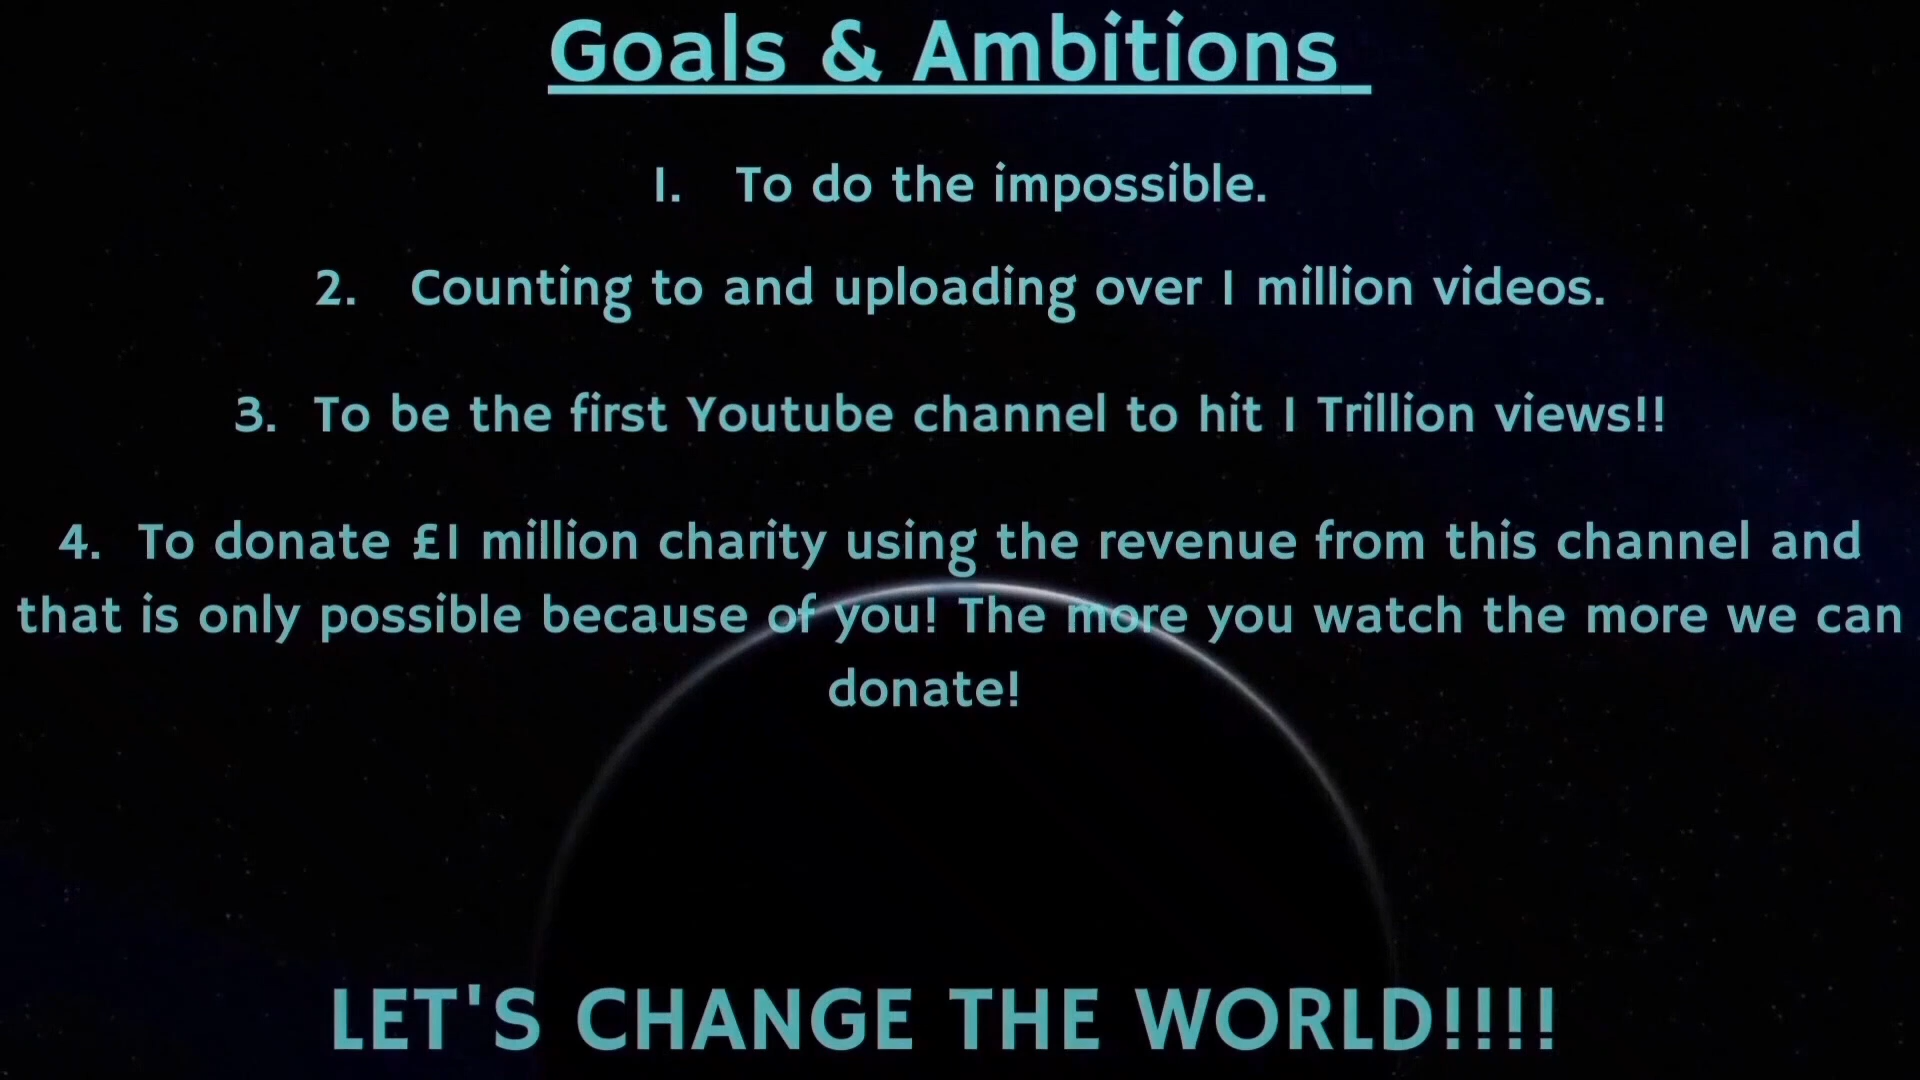 Goals & Ambitions
1. To do the impossible.
2. Counting to and uploading over 1 million videos.
3. To be the first Youtube channel to hit 1 Trillion views!!
4. To donate £1 million charity using the revenue from this channel and
that is only possible because of you! The more you watch the more we can
donate!
LET'S CHANGE THE WORLD!!!!